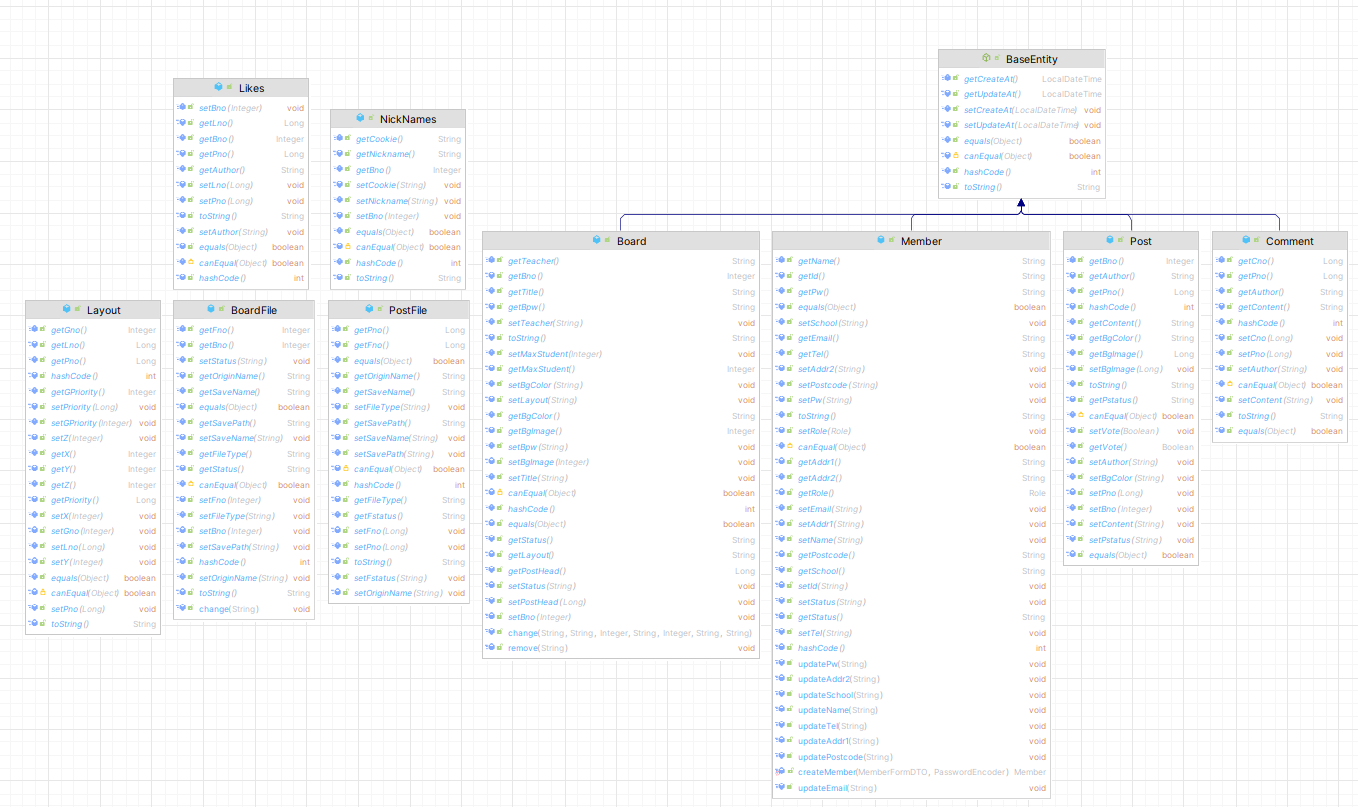 BaseEntity
getCreateAt() LocalDateTime
getUpdateAt() LocalDateTime
setCreateAt(LocalDateTime) void
setUpdateAt(LocalDateTime) void
equals(Object) boolean
canEqual(Object) boolean
hashCode() int
toString() String
Likes
setBno(Integer) void
getLno() Long
getBno() Integer
getPno() Long
getAuthor() String
setLno(Long) void
setPno(Long) void
toString() String
setAuthor(String) void
equals(Object) boolean
canEqual(Object) boolean
hashCode() int
NickNames
getCookie() String
getNickname() String
getBno() Integer
setCookie(String) void
setNickname(String) void
setBno(Integer) void
equals(Object) boolean
canEqual(Object) boolean
hashCode() int
toString() String
Layout
getGno() Integer
getLno() Long
getPno() Long
hashCode() int
getGPriority() Integer
setPriority(Long) void
setGPriority(Integer) void
setZ(Integer) void
getX() Integer
getY() Integer
getZ() Integer
getPriority() Long
setX(Integer) void
setGno(Integer) void
setLno(Long) void
setY(Integer) void
equals(Object) boolean
canEqual(Object) boolean
setPno(Long) void
toString() String
BoardFile
getFno() Integer
getBno() Integer
setStatus(String) void
getOriginName() String
getSaveName() String
equals(Object) boolean
getSavePath() String
setSaveName(String) void
getFileType() String
getStatus() String
canEqual(Object) boolean
setFno(Integer) void
setFileType(String) void
setBno(Integer) void
setSavePath(String) void
hashCode() int
setOriginName(String) void
toString() String
change(String) void
PostFile
getPno() Long
getFno() Long
equals(Object) boolean
getOriginName() String
getSaveName() String
setFileType(String) void
getSavePath() String
setSaveName(String) void
setSavePath(String) void
canEqual(Object) boolean
hashCode() int
getFileType() String
getFstatus() String
setFno(Long) void
setPno(Long) void
toString() String
setFstatus(String) void
setOriginName(String) void
Board
getTeacher() String
getBno() Integer
getTitle() String
getBpw() String
setTeacher(String) void
toString() String
setMaxStudent(Integer) void
getMaxStudent() Integer
setBgColor(String) void
setLayout(String) void
getBgColor() String
getBgImage() Integer
setBpw(String) void
setBgImage(Integer) void
setTitle(String) void
canEqual(Object) boolean
hashCode() int
equals(Object) boolean
getStatus() String
getLayout() String
getPostHead() Long
setStatus(String) void
setPostHead(Long) void
setBno(Integer) void
change(String, String, Integer, String, Integer, String, String) void
remove(String) void
Member
getName() String
getId() String
getPw() String
equals(Object) boolean
setSchool(String) void
getEmail() String
getTel() String
setAddr2(String) void
setPostcode(String) void
setPw(String) void
toString() String
setRole(Role) void
canEqual(Object) boolean
getAddr1() String
getAddr2() String
getRole() Role
setEmail(String) void
setAddr1(String) void
setName(String) void
getPostcode() String
getSchool() String
setId(String) void
setStatus(String) void
getStatus() String
setTel(String) void
hashCode() int
updatePw(String) void
updateAddr2(String) void
updateSchool(String) void
updateName(String) void
updateTel(String) void
updateAddr1(String) void
updatePostcode(String) void
createMember(MemberFormDTO, PasswordEncoder) Member
updateEmail(String) void
Post
getBno() Integer
getAuthor() String
getPno() Long
hashCode() int
getContent() String
getBgColor() String
getBgImage() Long
setBgImage(Long) void
toString() String
getPstatus() String
canEqual(Object) boolean
setVote(Boolean) void
getVote() Boolean
setAuthor(String) void
setBgColor(String) void
setPno(Long) void
setBno(Integer) void
setContent(String) void
setPstatus(String) void
equals(Object) boolean
Comment
getCno() Long
getPno() Long
getAuthor() String
getContent() String
hashCode() int
setCno(Long) void
setPno(Long) void
setAuthor(String) void
canEqual(Object) boolean
setContent(String) void
toString() String
equals(Object) boolean